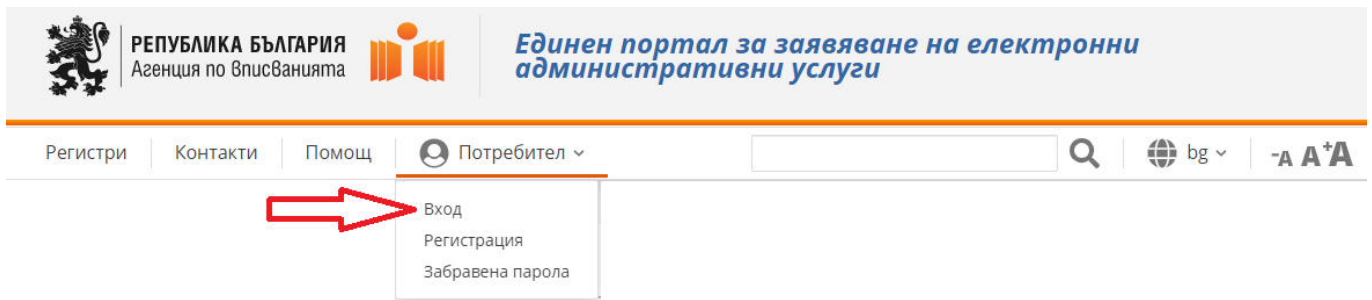 РЕПУБЛИКА БЪЛГАРИЯ
Агенция по вписванията
Единен портал за заявяване на електронни
административни услуги
Регистри Контакти Помощ Потребител bg -A A +A
Вход
Регистрация
Забравена парола